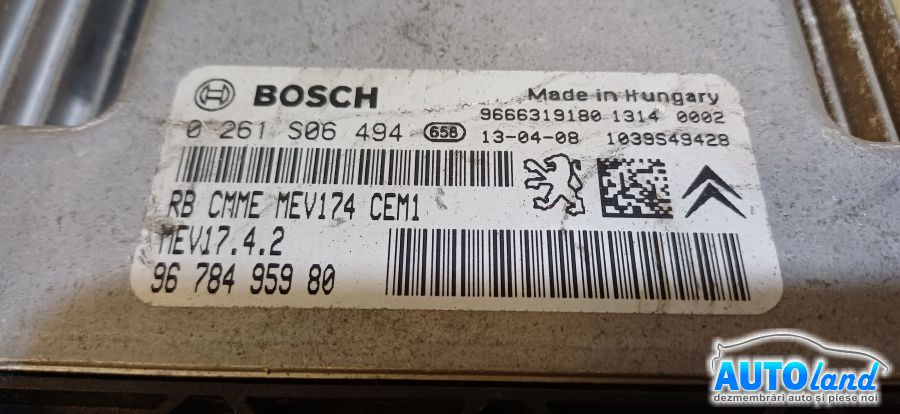 BOSCH
Made in Hungary
9666319180 1314 0002
0 261 S06 494 658 13-04-08 1039S49428
RB CMME MEV174 CEM1
MEV17.4.2
96 784 959 80
AUTOland
dezmembrări auto și piese noi